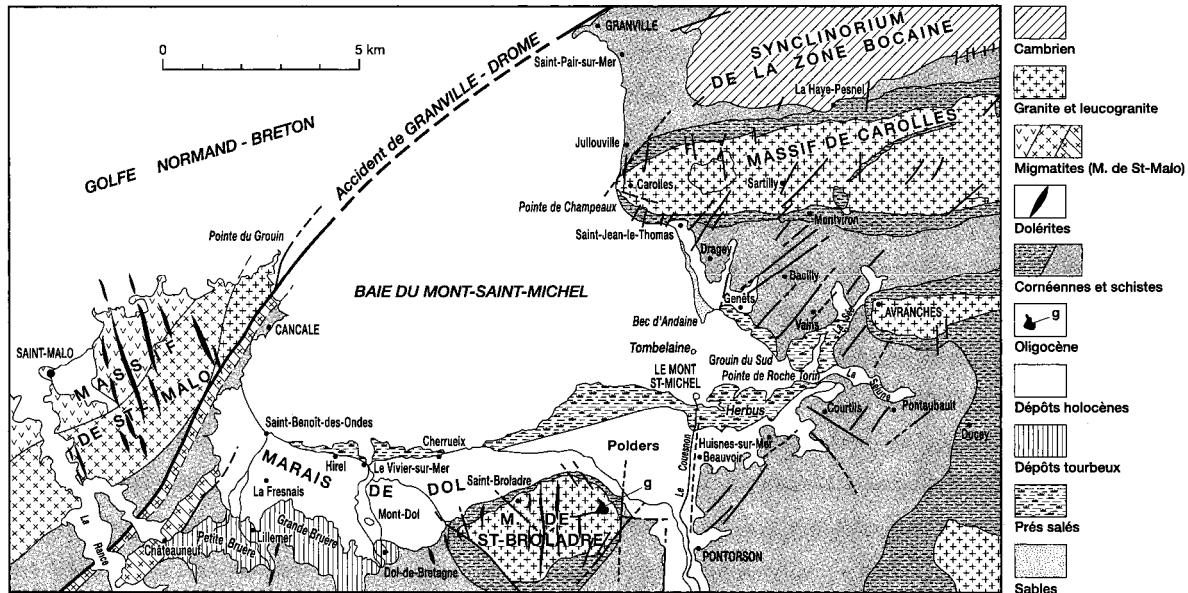 0
5 km
GRANVILLE
Saint-Pair-sur-Mer
SYNCLINORIUM
DE LA ZONE BOCAINE
La Haye-Pesnel
Accident de GRANVILLE - DROME
GOLFE NORMAND - BRETON
Jullouville
MASSIF DE CAROLLES
Carolles
Sartilly
Pointe de Champeaux
Montviron
Saint-Jean-le-Thomas
Pointe du Grouin
Dragey
Bacilly
BAIE DU MONT-SAINT-MICHEL
Genêts
AVRANCHES
Bec d'Andaine
Vains
La Sée
CANCALE
SAINT-MALO
Tombelaine
Grouin du Sud
MASSIF
DE ST-MALO
LE MONT
ST-MICHEL
Pointe de Roche Torin
La Sélune
Herbus
Courtils
Pontaubault
Saint-Benoît-des-Ondes
Cherrueix
Ducey
Polders
Huisnes-sur-Mer
Hirel
Le Vivier-sur-Mer
Beauvoir
Le Couesnon
MARAIS
DE DOL
Saint-Broladre
g
La Fresnais
Mont-Dol
M. DE
ST-BROLADRE
La Rance
Châteauneuf
Petite Bruère
Lillemer
Grande Bruère
PONTORSON
Dol-de-Bretagne
Cambrien
Granite et leucogranite
Migmatites (M. de St-Malo)
Dolérites
Cornéennes et schistes
g
Oligocène
Dépôts holocènes
Dépôts tourbeux
Prés salés
Sables